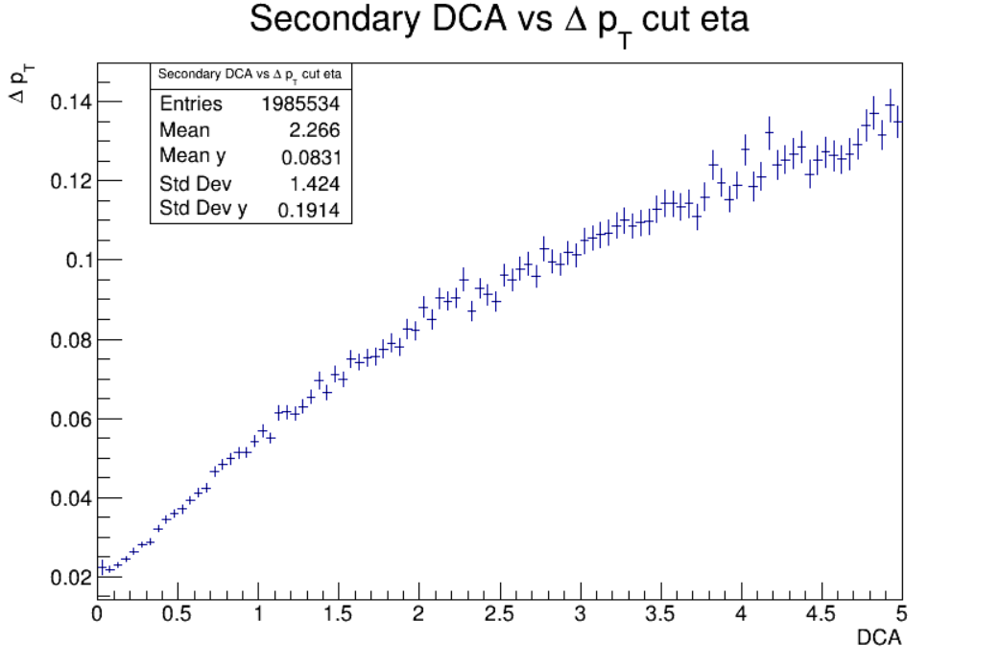 Secondary DCA vs Δ p_T cut eta
Δ p_T
Secondary DCA vs Δ p_T cut eta
Entries 1985534
Mean 2.266
Mean y 0.0831
Std Dev 1.424
Std Dev y 0.1914
0.14
0.12
0.1
0.08
0.06
0.04
0.02
0 0.5 1 1.5 2 2.5 3 3.5 4 4.5 5
DCA